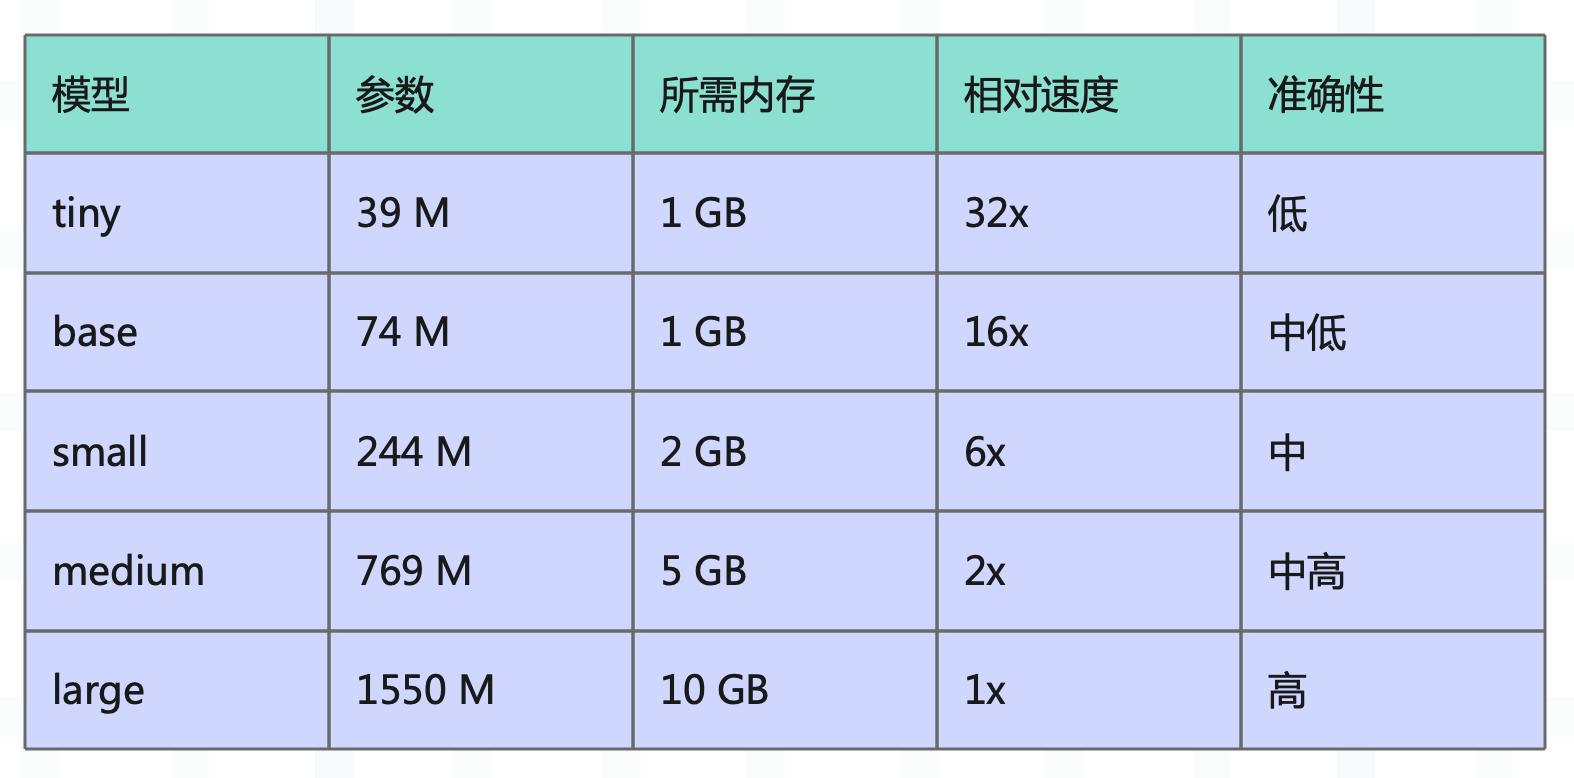 模型 参数 所需内存 相对速度 准确性
tiny 39 M 1 GB 32x 低
base 74 M 1 GB 16x 中低
small 244 M 2 GB 6x 中
medium 769 M 5 GB 2x 中高
large 1550 M 10 GB 1x 高